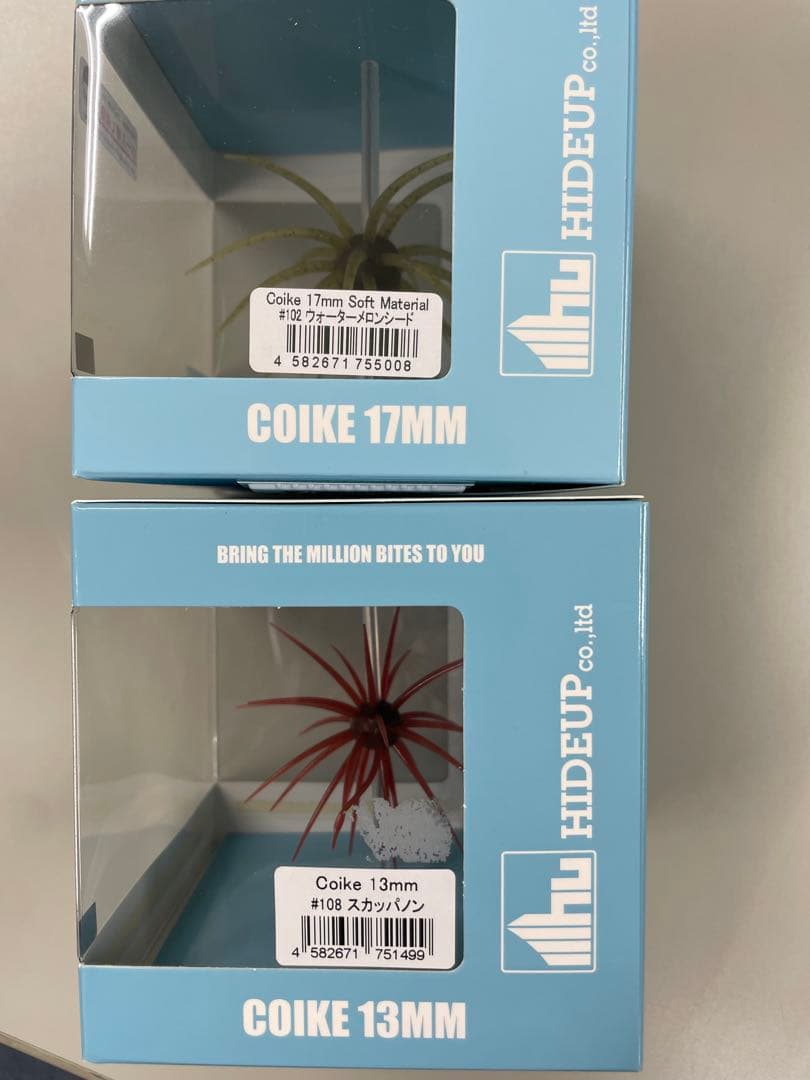 Coike 17mm Soft Material
#102 ウォーターメロンシード
4 582671 755008
COIKE 17MM
HIDEUP co.,ltd
hu
BRING THE MILLION BITES TO YOU
Coike 13mm
#108 スカッパノン
4 582671 751499
COIKE 13MM
HIDEUP co.,ltd
hu